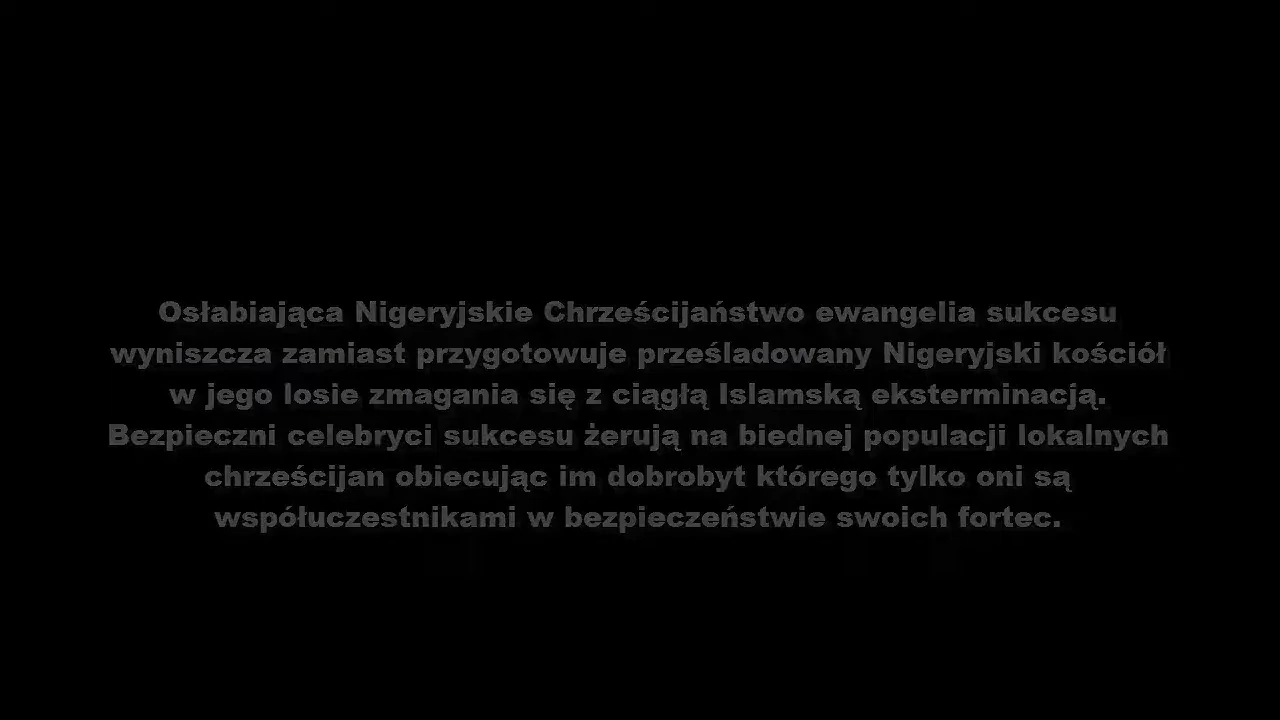 Osłabiająca Nigeryjskie Chrześcijaństwo ewangelia sukcesu
wyniszcza zamiast przygotowuje prześladowany Nigeryjski kościół
w jego losie zmagania się z ciągłą Islamską eksterminacją.
Bezpieczni celebryci sukcesu żerują na biednej populacji lokalnych
chrześcijan obiecując im dobrobyt którego tylko oni są
współuczestnikami w bezpieczeństwie swoich fortec.